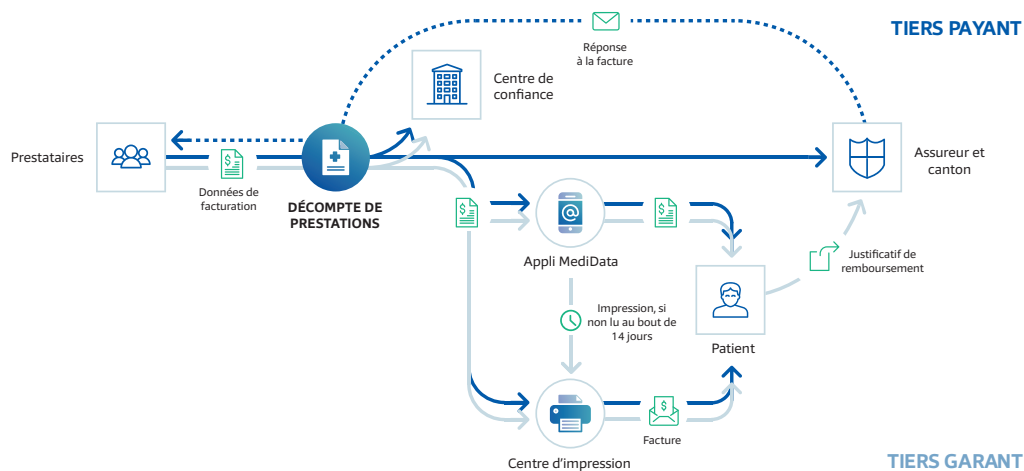 TIERS PAYANT
Réponse
à la facture
Centre de
confiance
Prestataires
Données de
facturation
DÉCOMPTE DE
PRESTATIONS
Assureur et
canton
Appli MediData
Justificatif de
remboursement
Impression, si
non lu au bout de
14 jours
Patient
Facture
Centre d'impression
TIERS GARANT